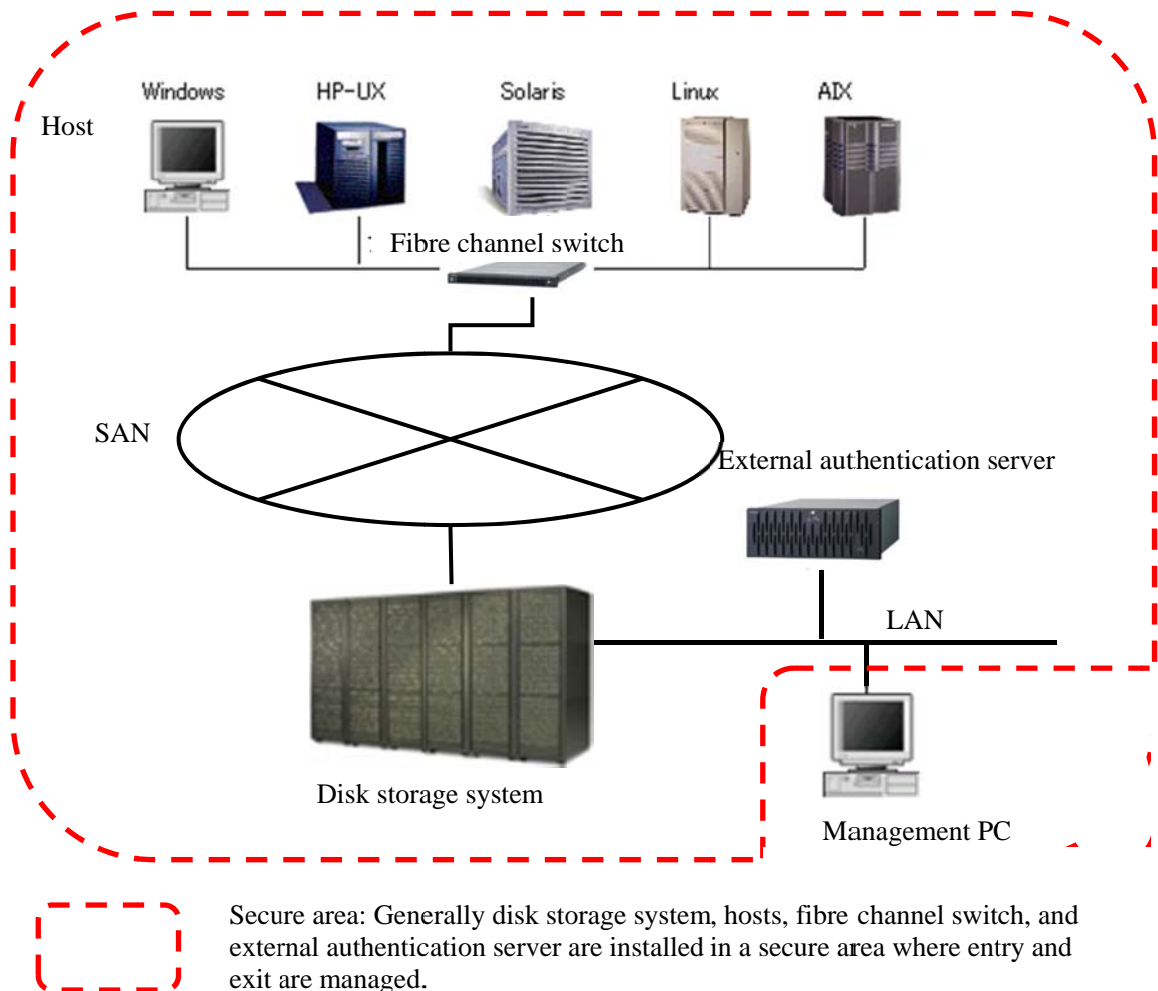 Windows
HP-UX
Solaris
Linux
AIX
Host
Fibre channel switch
SAN
External authentication server
LAN
Disk storage system
Management PC
Secure area: Generally disk storage system, hosts, fibre channel switch, and
external authentication server are installed in a secure area where entry and
exit are managed.